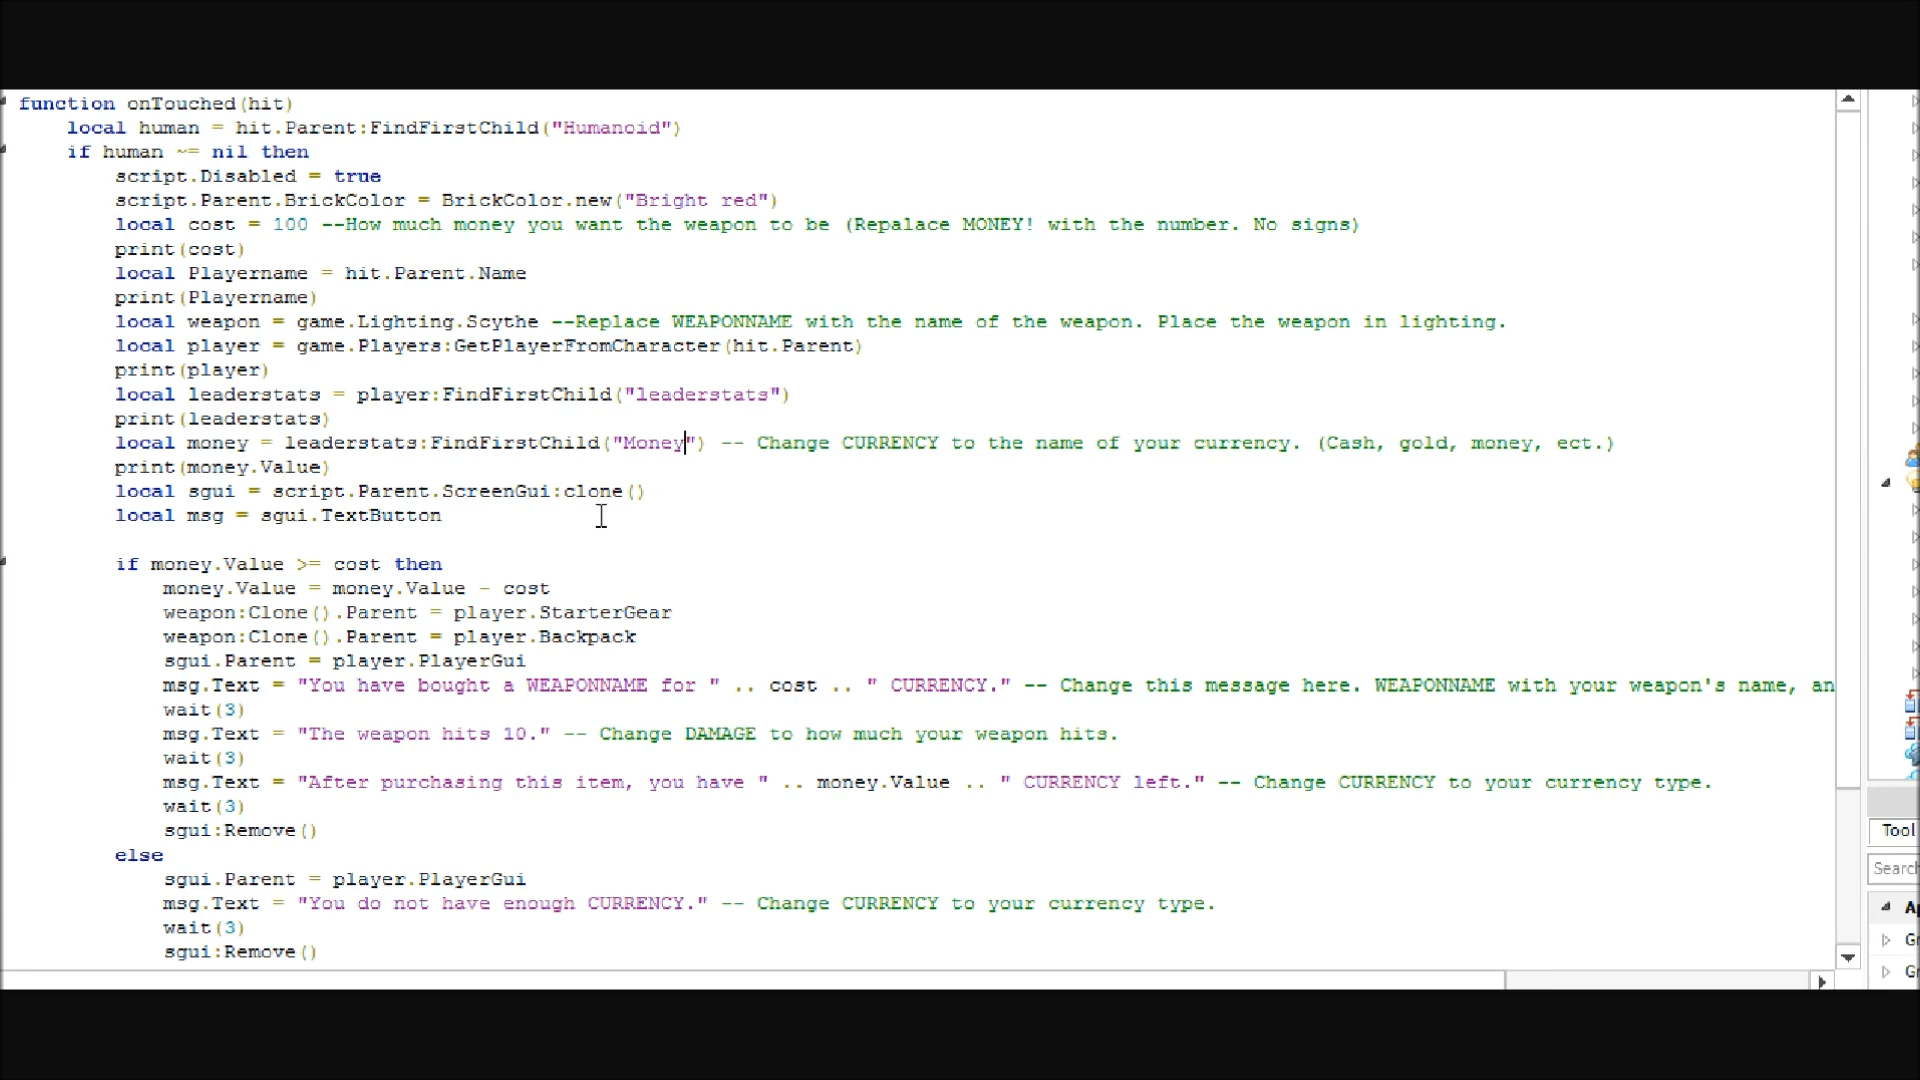 function onTouched(hit)
    local human = hit.Parent:FindFirstChild("Humanoid")
    if human ~= nil then
        script.Disabled = true
        script.Parent.BrickColor = BrickColor.new("Bright red")
        local cost = 100 --How much money you want the weapon to be (Repalace MONEY! with the number. No signs)
        print(cost)
        local Playername = hit.Parent.Name
        print(Playername)
        local weapon = game.Lighting.Scythe --Replace WEAPONNAME with the name of the weapon. Place the weapon in lighting.
        local player = game.Players:GetPlayerFromCharacter(hit.Parent)
        print(player)
        local leaderstats = player:FindFirstChild("leaderstats")
        print(leaderstats)
        local money = leaderstats:FindFirstChild("Money") -- Change CURRENCY to the name of your currency. (Cash, gold, money, ect.)
        print(money.Value)
        local sgui = script.Parent.ScreenGui:clone()
        local msg = sgui.TextButton
        if money.Value >= cost then
            money.Value = money.Value - cost
            weapon:Clone().Parent = player.StarterGear
            weapon:Clone().Parent = player.Backpack
            sgui.Parent = player.PlayerGui
            msg.Text = "You have bought a WEAPONNAME for " .. cost .. " CURRENCY." -- Change this message here. WEAPONNAME with your weapon's name, an
            wait(3)
            msg.Text = "The weapon hits 10." -- Change DAMAGE to how much your weapon hits.
            wait(3)
            msg.Text = "After purchasing this item, you have " .. money.Value .. " CURRENCY left." -- Change CURRENCY to your currency type.
            wait(3)
            sgui:Remove()
        else
            sgui.Parent = player.PlayerGui
            msg.Text = "You do not have enough CURRENCY." -- Change CURRENCY to your currency type.
            wait(3)
            sgui:Remove()
Tool
Search